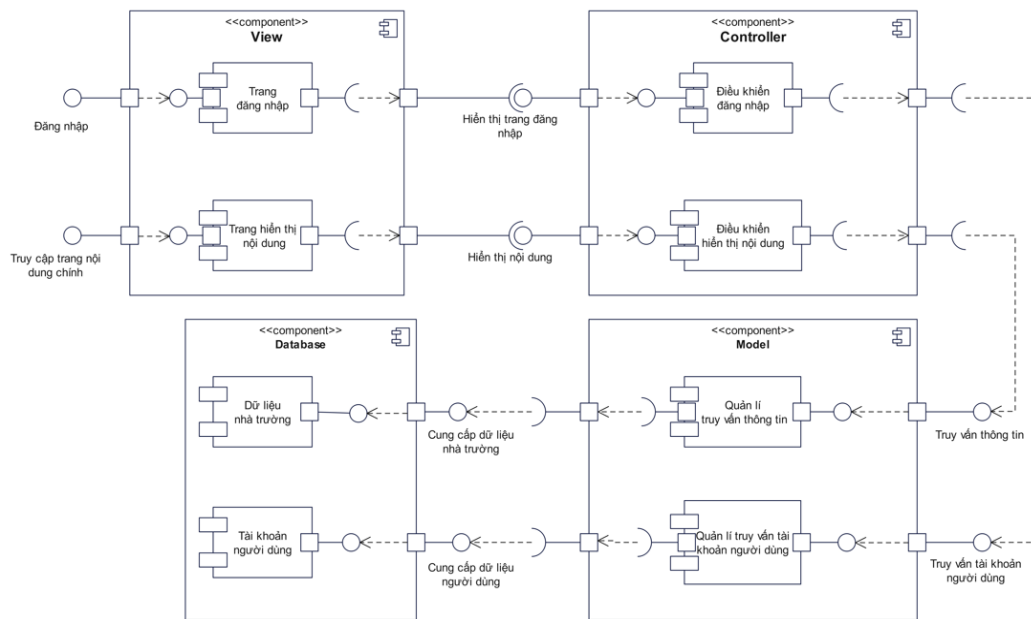 <<component>>
View
<<component>>
Controller
Trang
đăng nhập
Điều khiển
đăng nhập
Đăng nhập
Hiển thị trang đăng
nhập
Trang hiển thị
nội dung
Điều khiển
hiển thị nội dung
Truy cập trang nội
dung chính
Hiển thị nội dung
<<component>>
Database
<<component>>
Model
Dữ liệu
nhà trường
Quản lí
truy vấn thông tin
Cung cấp dữ liệu
nhà trường
Truy vấn thông tin
Tài khoản
người dùng
Quản lí truy vấn tài
khoản người dùng
Cung cấp dữ liệu
người dùng
Truy vấn tài khoản
người dùng